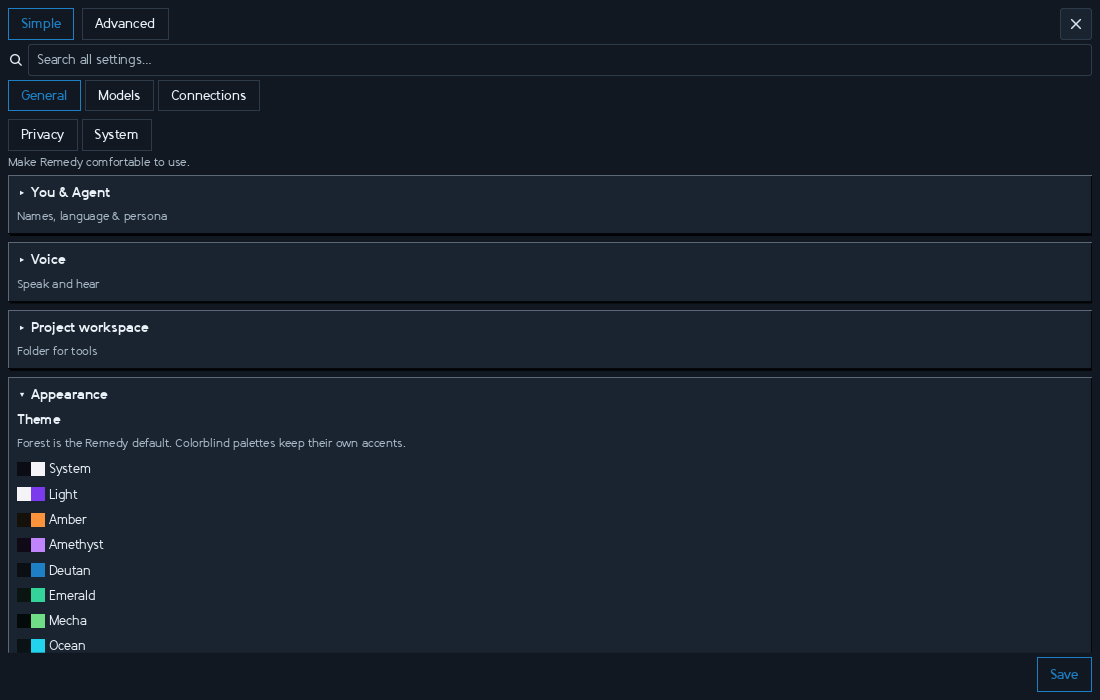 Simple
Advanced
Search all settings...
General
Models
Connections
Privacy
System
Make Remedy comfortable to use.
You & Agent
Names, language & persona
Voice
Speak and hear
Project workspace
Folder for tools
Appearance
Theme
Forest is the Remedy default. Colorblind palettes keep their own accents.
System
Light
Amber
Amethyst
Deutan
Emerald
Mecha
Ocean
Save